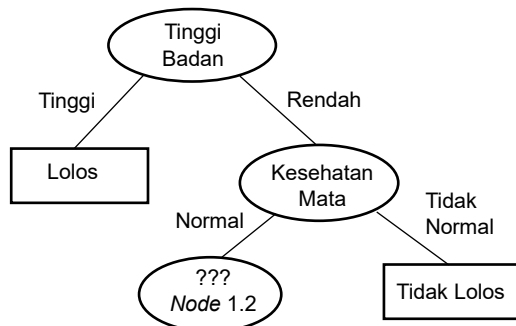 Tinggi
Badan
Tinggi
Rendah
Lolos
Kesehatan
Mata
Normal
Tidak
Normal
???
Node 1.2
Tidak Lolos